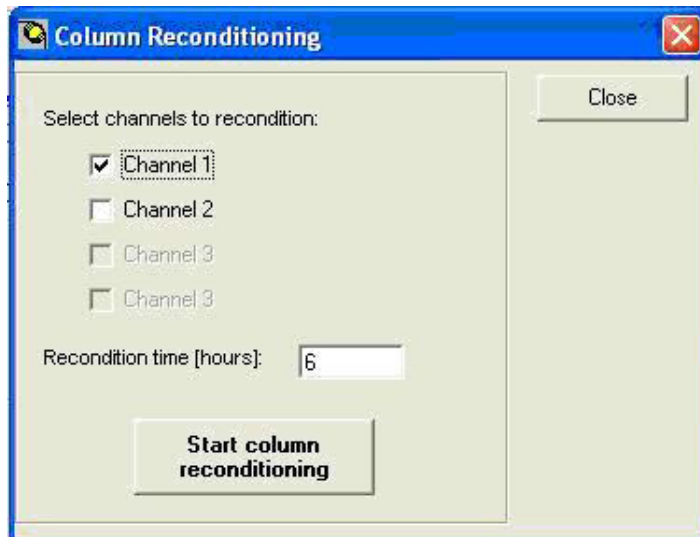 Column Reconditioning
Close
Select channels to recondition:
Channel 1
Channel 2
Channel 3
Channel 3
Recondition time [hours]: 6
Start column
reconditioning